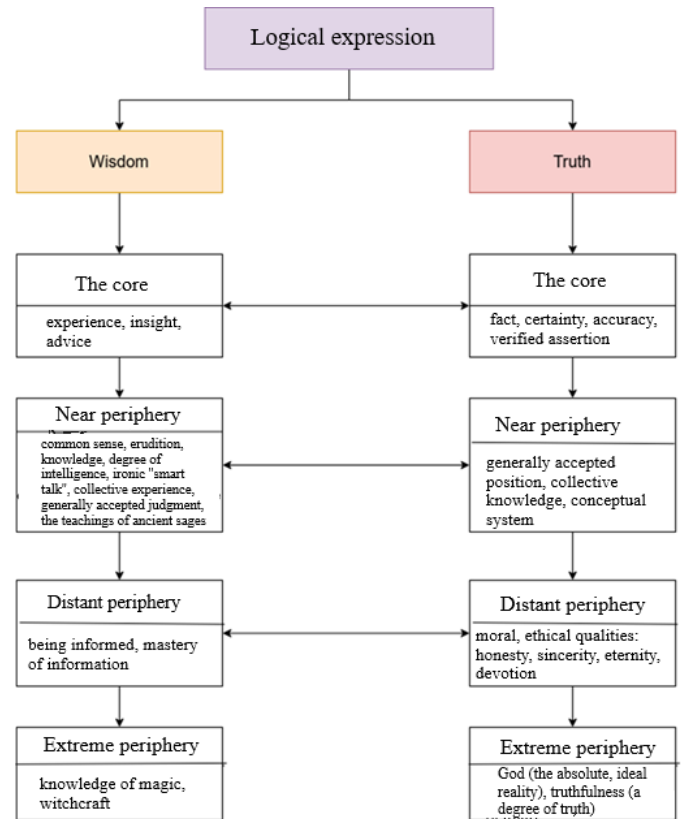 Logical expression
Wisdom
Truth
The core
experience, insight,
advice
The core
fact, certainty, accuracy,
verified assertion
Near periphery
common sense, erudition,
knowledge, degree of
intelligence, ironic "smart
talk", collective experience,
generally accepted judgment,
the teachings of ancient sages
Near periphery
generally accepted
position, collective
knowledge, conceptual
system
Distant periphery
being informed, mastery
of information
Distant periphery
moral, ethical qualities:
honesty, sincerity, eternity,
devotion
Extreme periphery
knowledge of magic,
witchcraft
Extreme periphery
God (the absolute, ideal
reality), truthfulness (a
degree of truth)